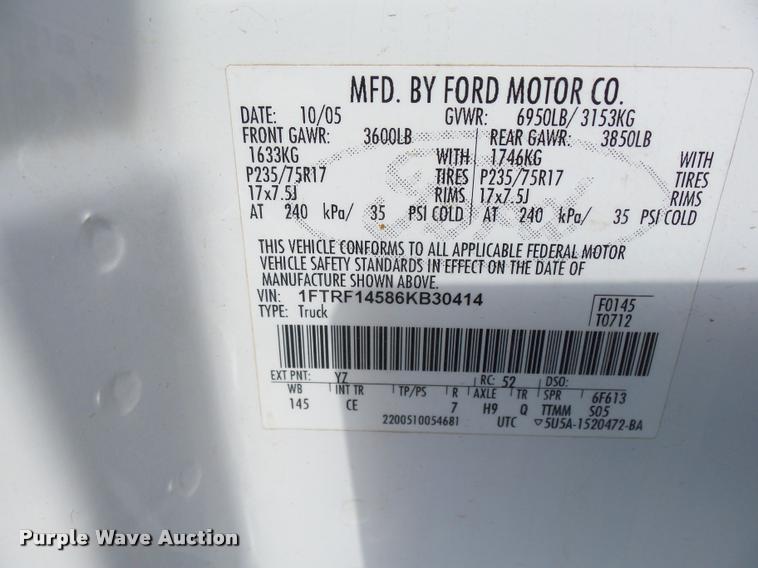 MFD. BY FORD MOTOR CO.
DATE: 10/05 GVWR: 6950LB/ 3153KG
FRONT GAWR: 3600LB REAR GAWR: 3850LB
1633KG WITH 1746KG WITH
P235/75R17 TIRES P235/75R17 TIRES
17x7.5J RIMS 17x7.5J RIMS
AT 240 kPa/ 35 PSI COLD AT 240 kPa/ 35 PSI COLD
Ford
THIS VEHICLE CONFORMS TO ALL APPLICABLE FEDERAL MOTOR
VEHICLE SAFETY STANDARDS IN EFFECT ON THE DATE OF
MANUFACTURE SHOWN ABOVE.
VIN: 1FTRF14586KB30414 F0145
TYPE: Truck T0712
EXT PNT: YZ RC: 52 DSO:
WB INT TR TP/PS R AXLE TR SPR 6F613
145 CE 7 H9 Q TTMM S05
2200510054681 UTC ▽5U5A-1520472-BA
Purple Wave Auction